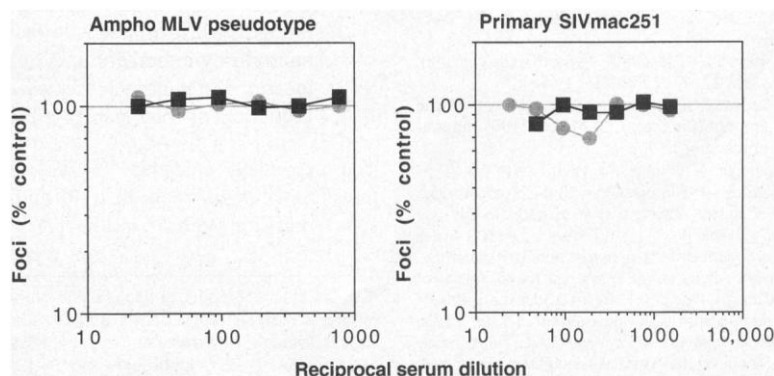 Ampho MLV pseudotype
Primary SIVmac251
Foci (% control)
100
10
10
100
1000
Foci (% control)
100
10
10
100
1000
10,000
Reciprocal serum dilution